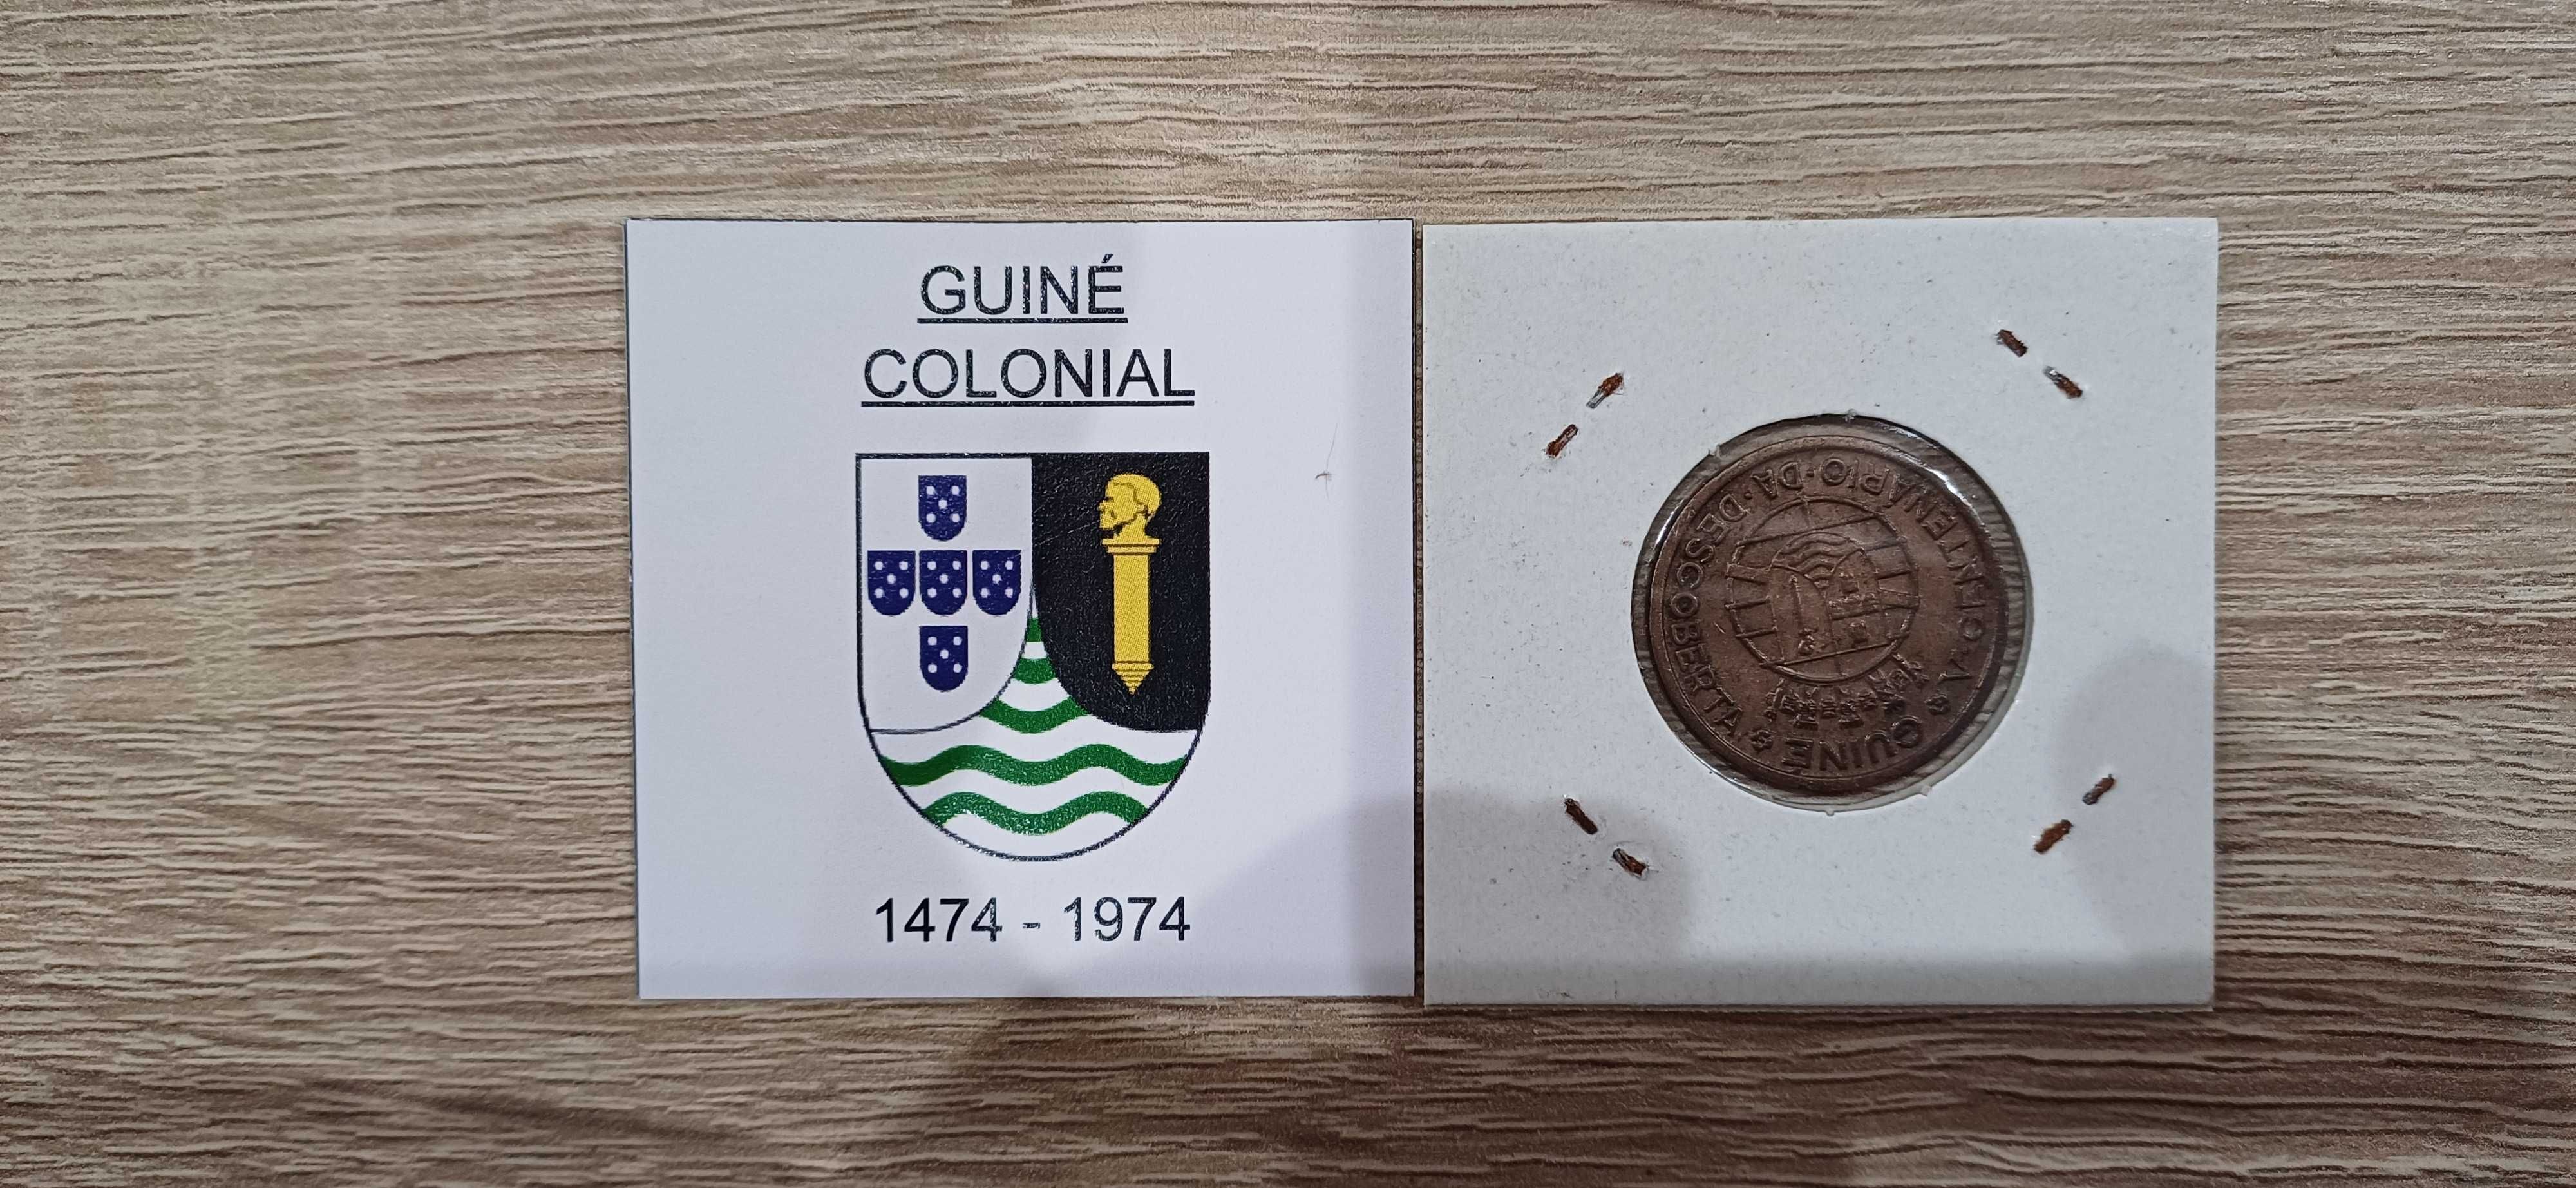 GUINÉ
COLONIAL
1474 - 1974
GUINÉ
V·CENTENÁRIO·DA·DESCOBERTA